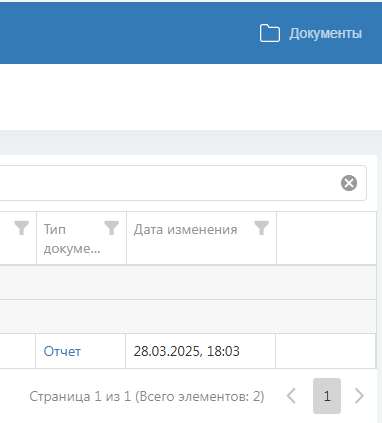 Документы
Тип
докуме...
Дата изменения
Отчет
28.03.2025, 18:03
Страница 1 из 1 (Всего элементов: 2)
1